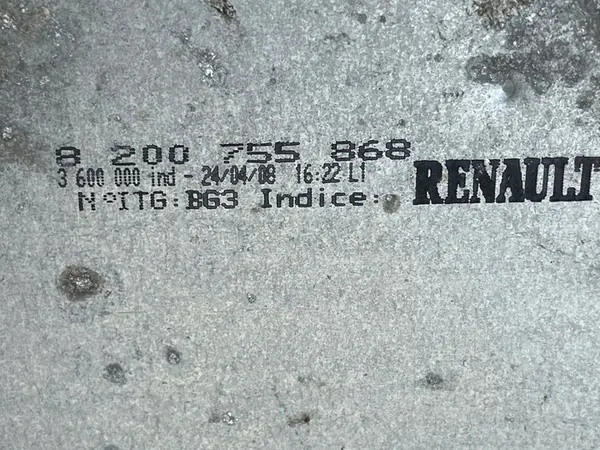 8 200 755 868
3 600 000 ind - 24/04/08 16:22 L1
N°ITG:BG3 Indice:
RENAULT